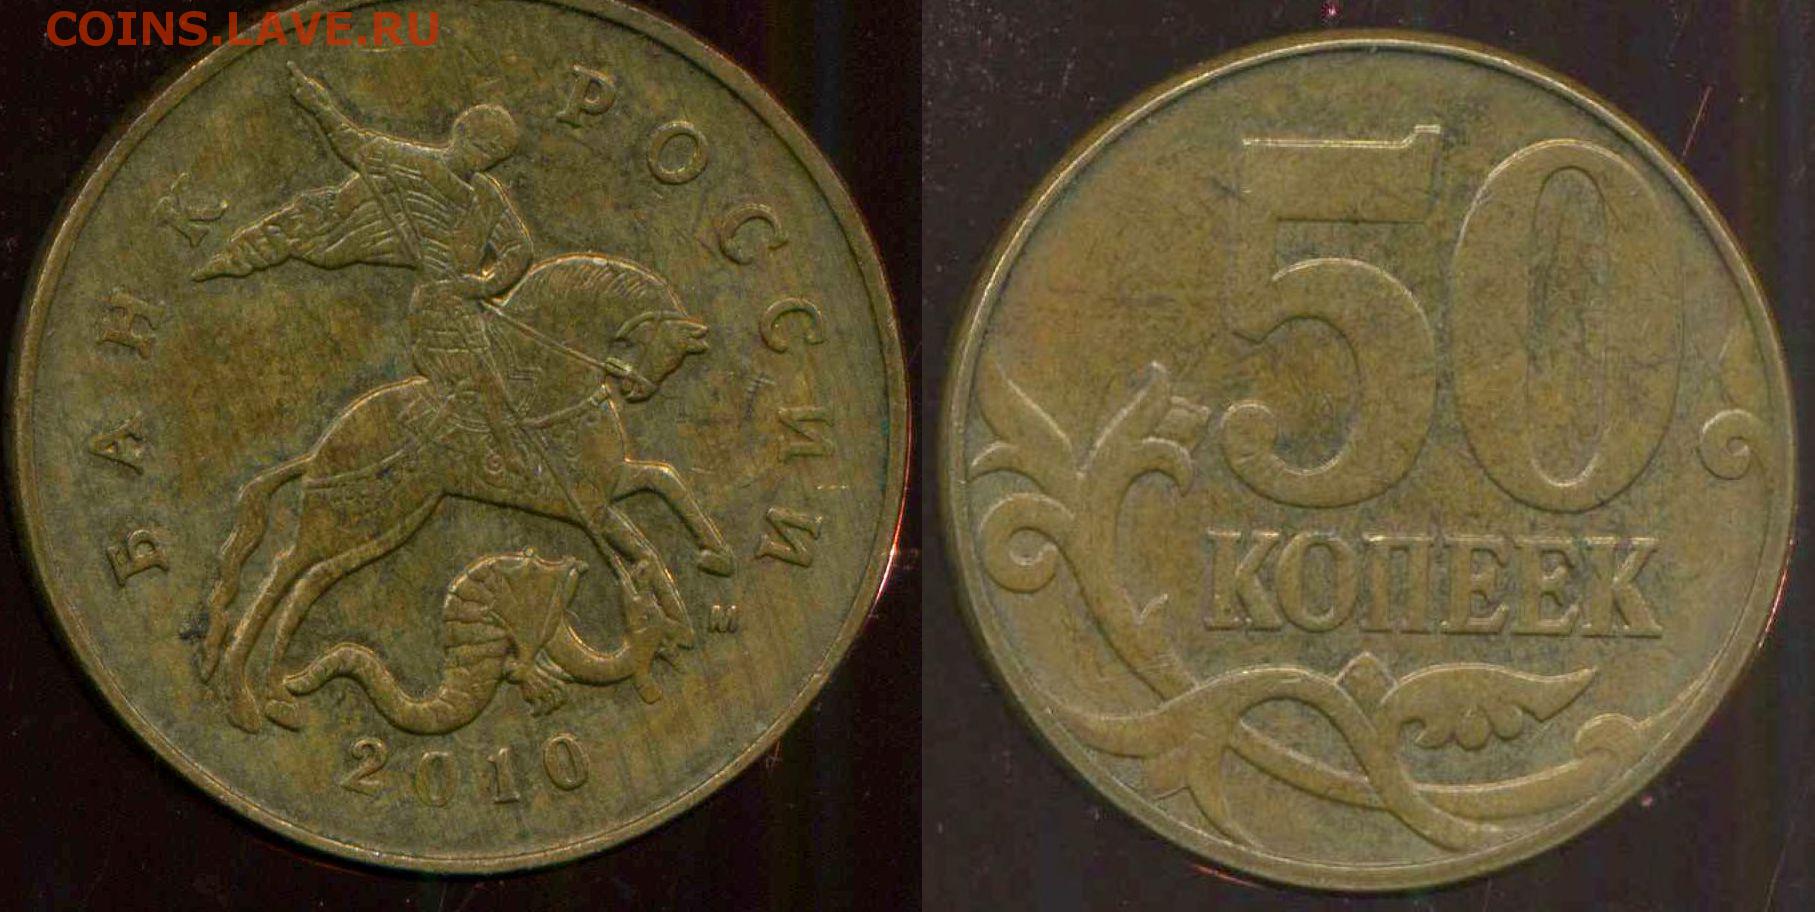 COINS.LAVE.RU
БАНК РОССИИ
М
2010
50
КОПЕЕК